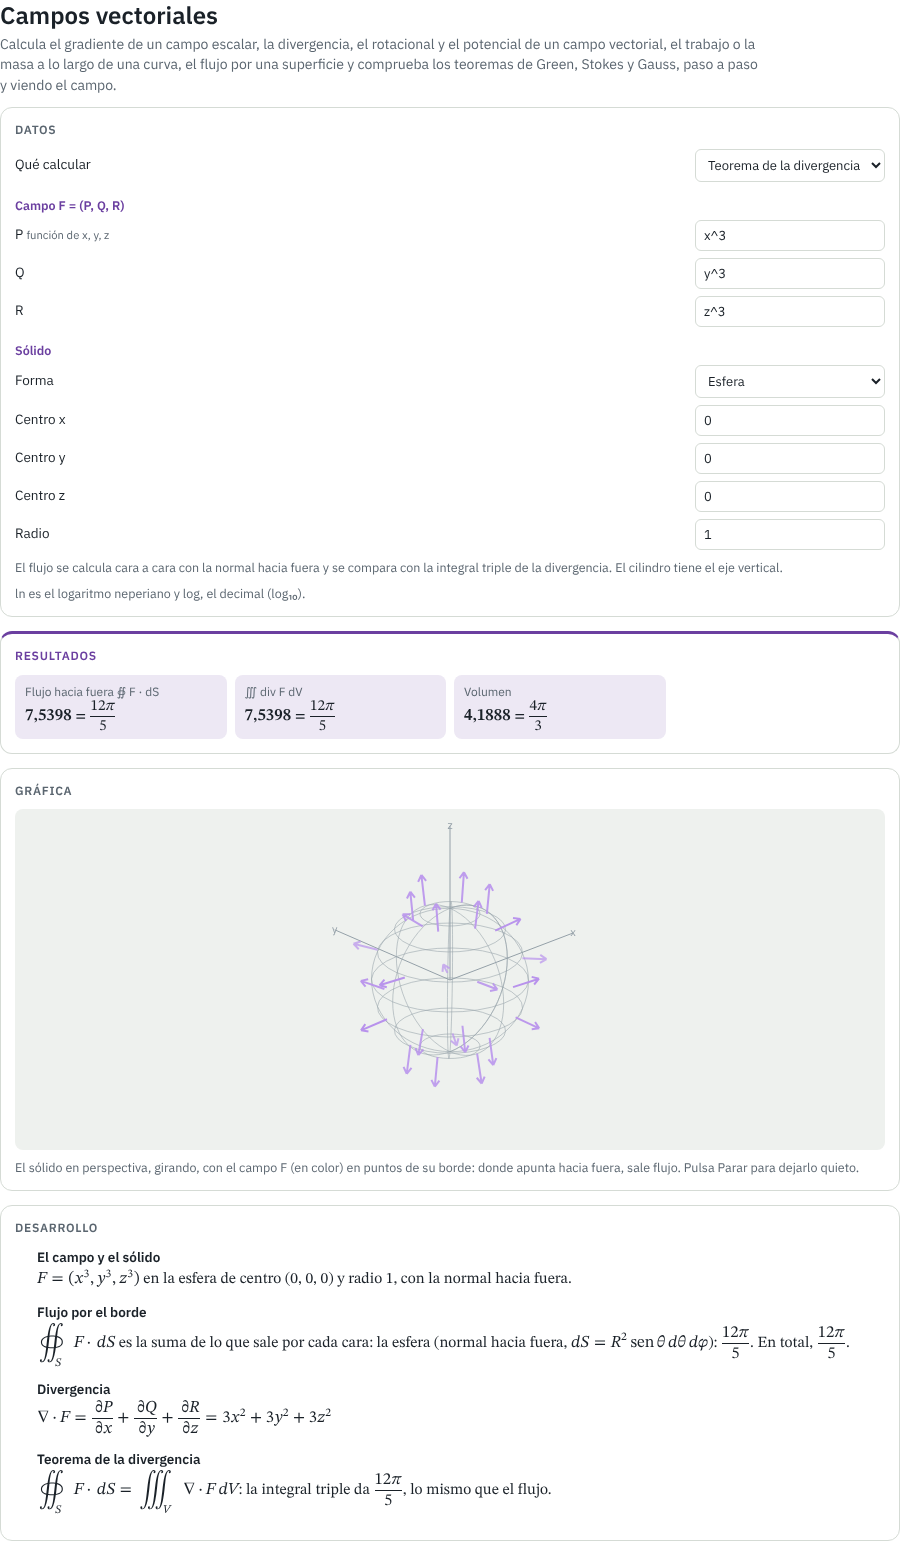 Campos vectoriales
Calcula el gradiente de un campo escalar, la divergencia, el rotacional y el potencial de un campo vectorial, el trabajo o la
masa a lo largo de una curva, el flujo por una superficie y comprueba los teoremas de Green, Stokes y Gauss, paso a paso
y viendo el campo.
DATOS
Qué calcular
Teorema de la divergencia
Campo F = (P, Q, R)
P función de x, y, z
x^3
Q
y^3
R
z^3
Sólido
Forma
Esfera
Centro x
0
Centro y
0
Centro z
0
Radio
1
El flujo se calcula cara a cara con la normal hacia fuera y se compara con la integral triple de la divergencia. El cilindro tiene el eje vertical.
ln es el logaritmo neperiano y log, el decimal (log₁₀).
RESULTADOS
Flujo hacia fuera ∯ F · dS
7,5398 = 12π/5
∭ div F dV
7,5398 = 12π/5
Volumen
4,1888 = 4π/3
GRÁFICA
z
y
x
El sólido en perspectiva, girando, con el campo F (en color) en puntos de su borde: donde apunta hacia fuera, sale flujo. Pulsa Parar para dejarlo quieto.
DESARROLLO
El campo y el sólido
F = (x³, y³, z³) en la esfera de centro (0, 0, 0) y radio 1, con la normal hacia fuera.
Flujo por el borde
∯_S F · dS es la suma de lo que sale por cada cara: la esfera (normal hacia fuera, dS = R² sen θ dθ dφ): 12π/5. En total, 12π/5.
Divergencia
∇ · F = ∂P/∂x + ∂Q/∂y + ∂R/∂z = 3x² + 3y² + 3z²
Teorema de la divergencia
∯_S F · dS = ∭_V ∇ · F dV: la integral triple da 12π/5, lo mismo que el flujo.